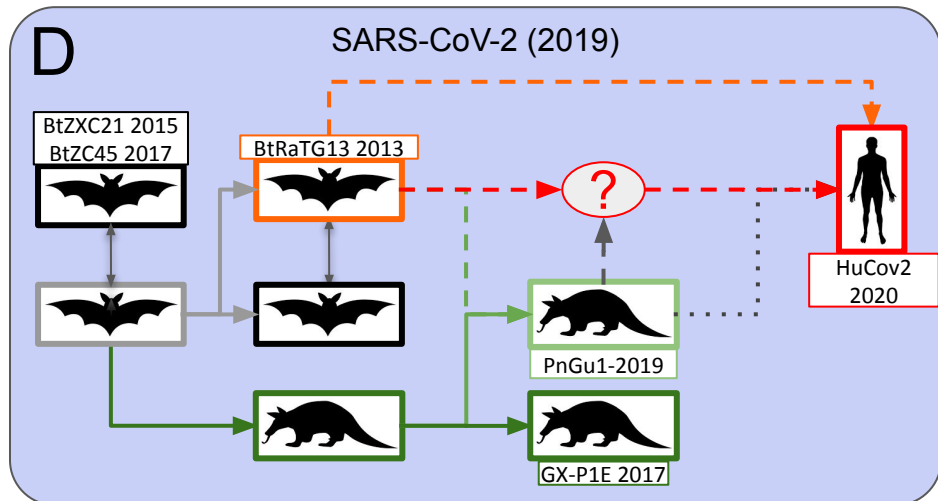 D
SARS-CoV-2 (2019)
BtZXC21 2015
BtZC45 2017
BtRaTG13 2013
?
HuCov2
2020
PnGu1-2019
GX-P1E 2017